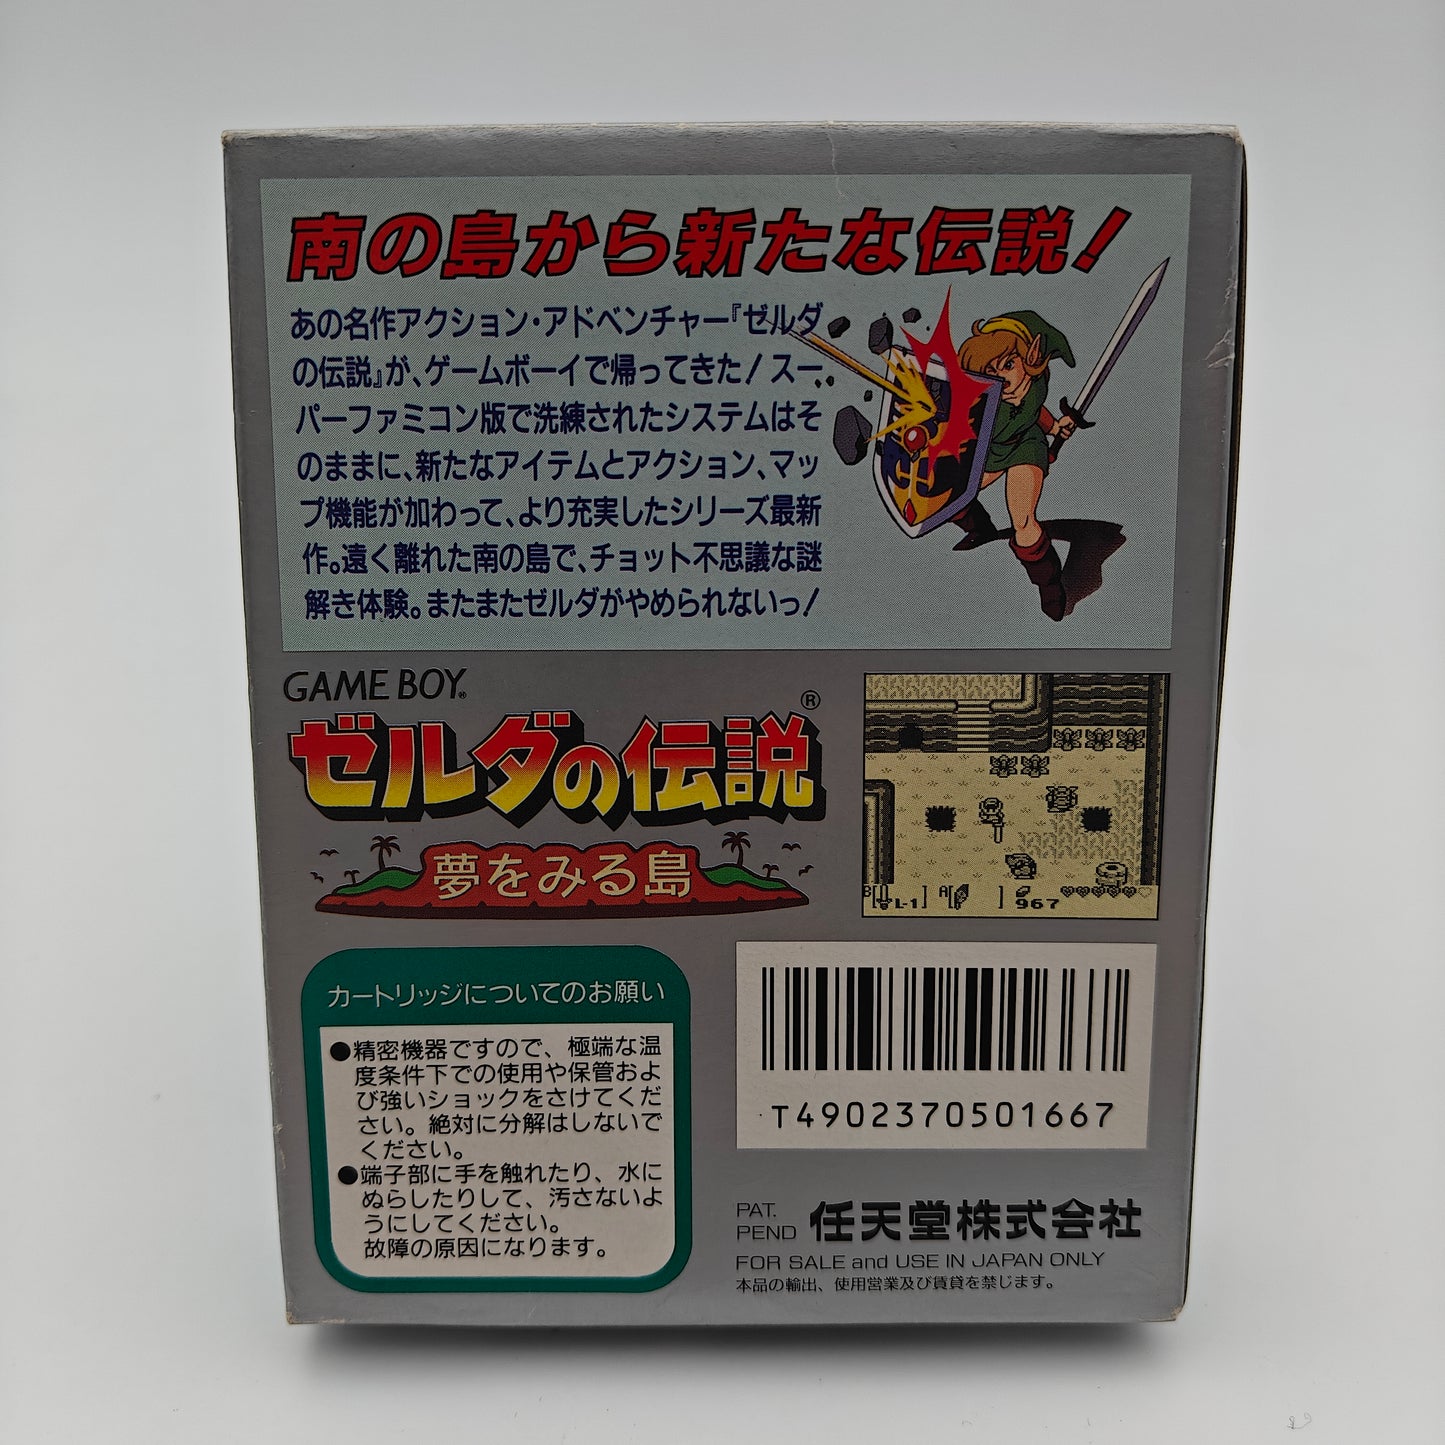 南の島から新たな伝説！
あの名作アクション・アドベンチャー『ゼルダ
の伝説』が、ゲームボーイで帰ってきた！スー
パーファミコン版で洗練されたシステムはそ
のままに、新たなアイテムとアクション、マッ
プ機能が加わって、より充実したシリーズ最新
作。遠く離れた南の島で、チョット不思議な謎
解き体験。またまたゼルダがやめられないっ！
GAME BOY®
ゼルダの伝説®
夢をみる島
B[L-1] A[ ] 967
カートリッジについてのお願い
●精密機器ですので、極端な温
度条件下での使用や保管およ
び強いショックをさけてくだ
さい。絶対に分解はしないで
ください。
●端子部に手を触れたり、水に
ぬらしたりして、汚さないよ
うにしてください。
故障の原因になります。
T4902370501667
PAT.
PEND 任天堂株式会社
FOR SALE and USE IN JAPAN ONLY
本品の輸出、使用営業及び賃貸を禁じます。